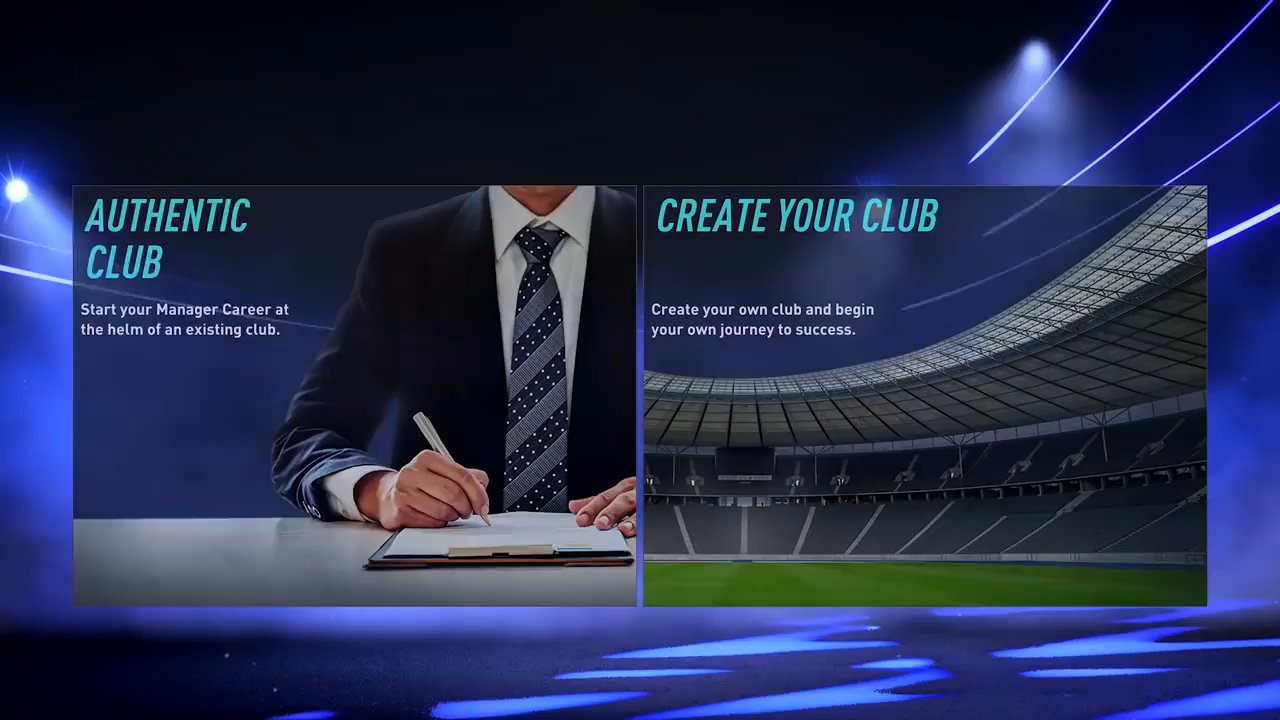 AUTHENTIC
CLUB
Start your Manager Career at
the helm of an existing club.
CREATE YOUR CLUB
Create your own club and begin
your own journey to success.